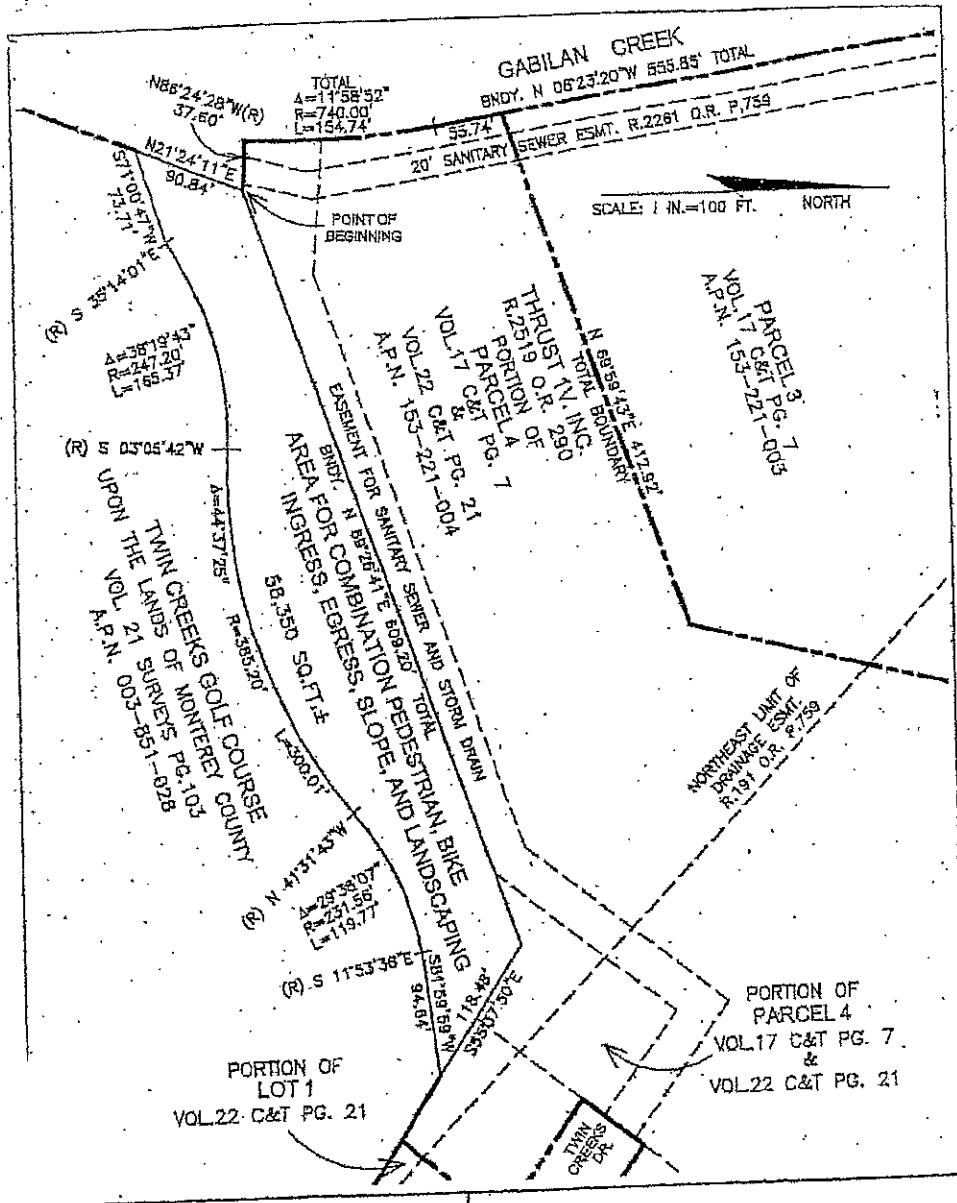 GABILAN CREEK
BNDY. N 06°23'20"W 555.85' TOTAL
N86°24'28"W(R)
37.60'
TOTAL
Δ=11°58'52"
R=740.00'
L=154.74'
55.74'
20' SANITARY SEWER ESMT. R.2261 O.R. P.759
N21°24'11"E
90.84'
POINT OF
BEGINNING
SCALE: 1 IN.=100 FT.
NORTH
S71°00'47"W
73.71'
(R) S 35°14'01"E
Δ=38°19'43"
R=247.20'
L=165.37'
(R) S 03°05'42"W
Δ=44°37'25"
R=385.20'
L=300.01'
(R) N 41°31'43"W
Δ=29°38'07"
R=231.56'
L=119.77'
(R) S 11°53'36"E
S81°59'59"W
94.64'
118.48'
S55°07'30"E
PARCEL 3
VOL.17 C&T PG. 7
A.P.N. 153-221-003
N 69°59'43"E 412.92'
TOTAL BOUNDARY
THRUST 1V. INC.
R.2519 O.R. 290
PORTION OF
PARCEL 4
VOL.17 C&T PG. 7
&
VOL.22 C&T PG. 21
A.P.N. 153-221-004
EASEMENT FOR SANITARY SEWER AND STORM DRAIN
BNDY. N 69°26'41"E 609.20' TOTAL
AREA FOR COMBINATION PEDESTRIAN, BIKE
INGRESS, EGRESS, SLOPE, AND LANDSCAPING
58,350 SQ.FT.±
TWIN CREEKS GOLF COURSE
UPON THE LANDS OF MONTEREY COUNTY
VOL. 21 SURVEYS PG.103
A.P.N. 003-851-028
NORTHEAST LIMIT OF
DRAINAGE ESMT.
R.191 O.R. P.759
PORTION OF
PARCEL 4
VOL.17 C&T PG. 7
&
VOL.22 C&T PG. 21
PORTION OF
LOT 1
VOL.22 C&T PG. 21
TWIN
CREEKS
DR.